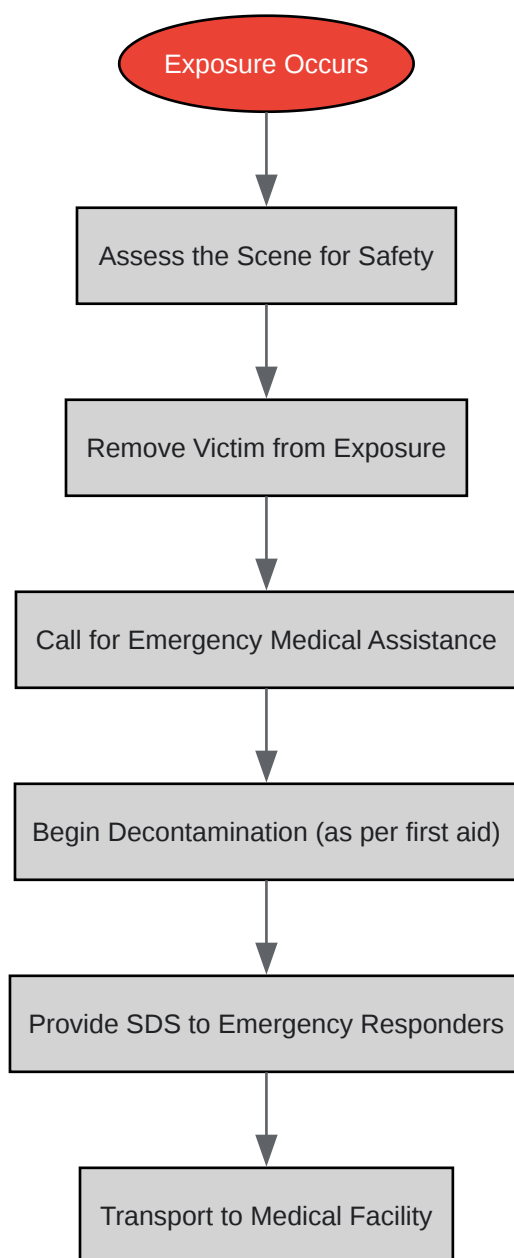 Exposure Occurs
Assess the Scene for Safety
Remove Victim from Exposure
Call for Emergency Medical Assistance
Begin Decontamination (as per first aid)
Provide SDS to Emergency Responders
Transport to Medical Facility